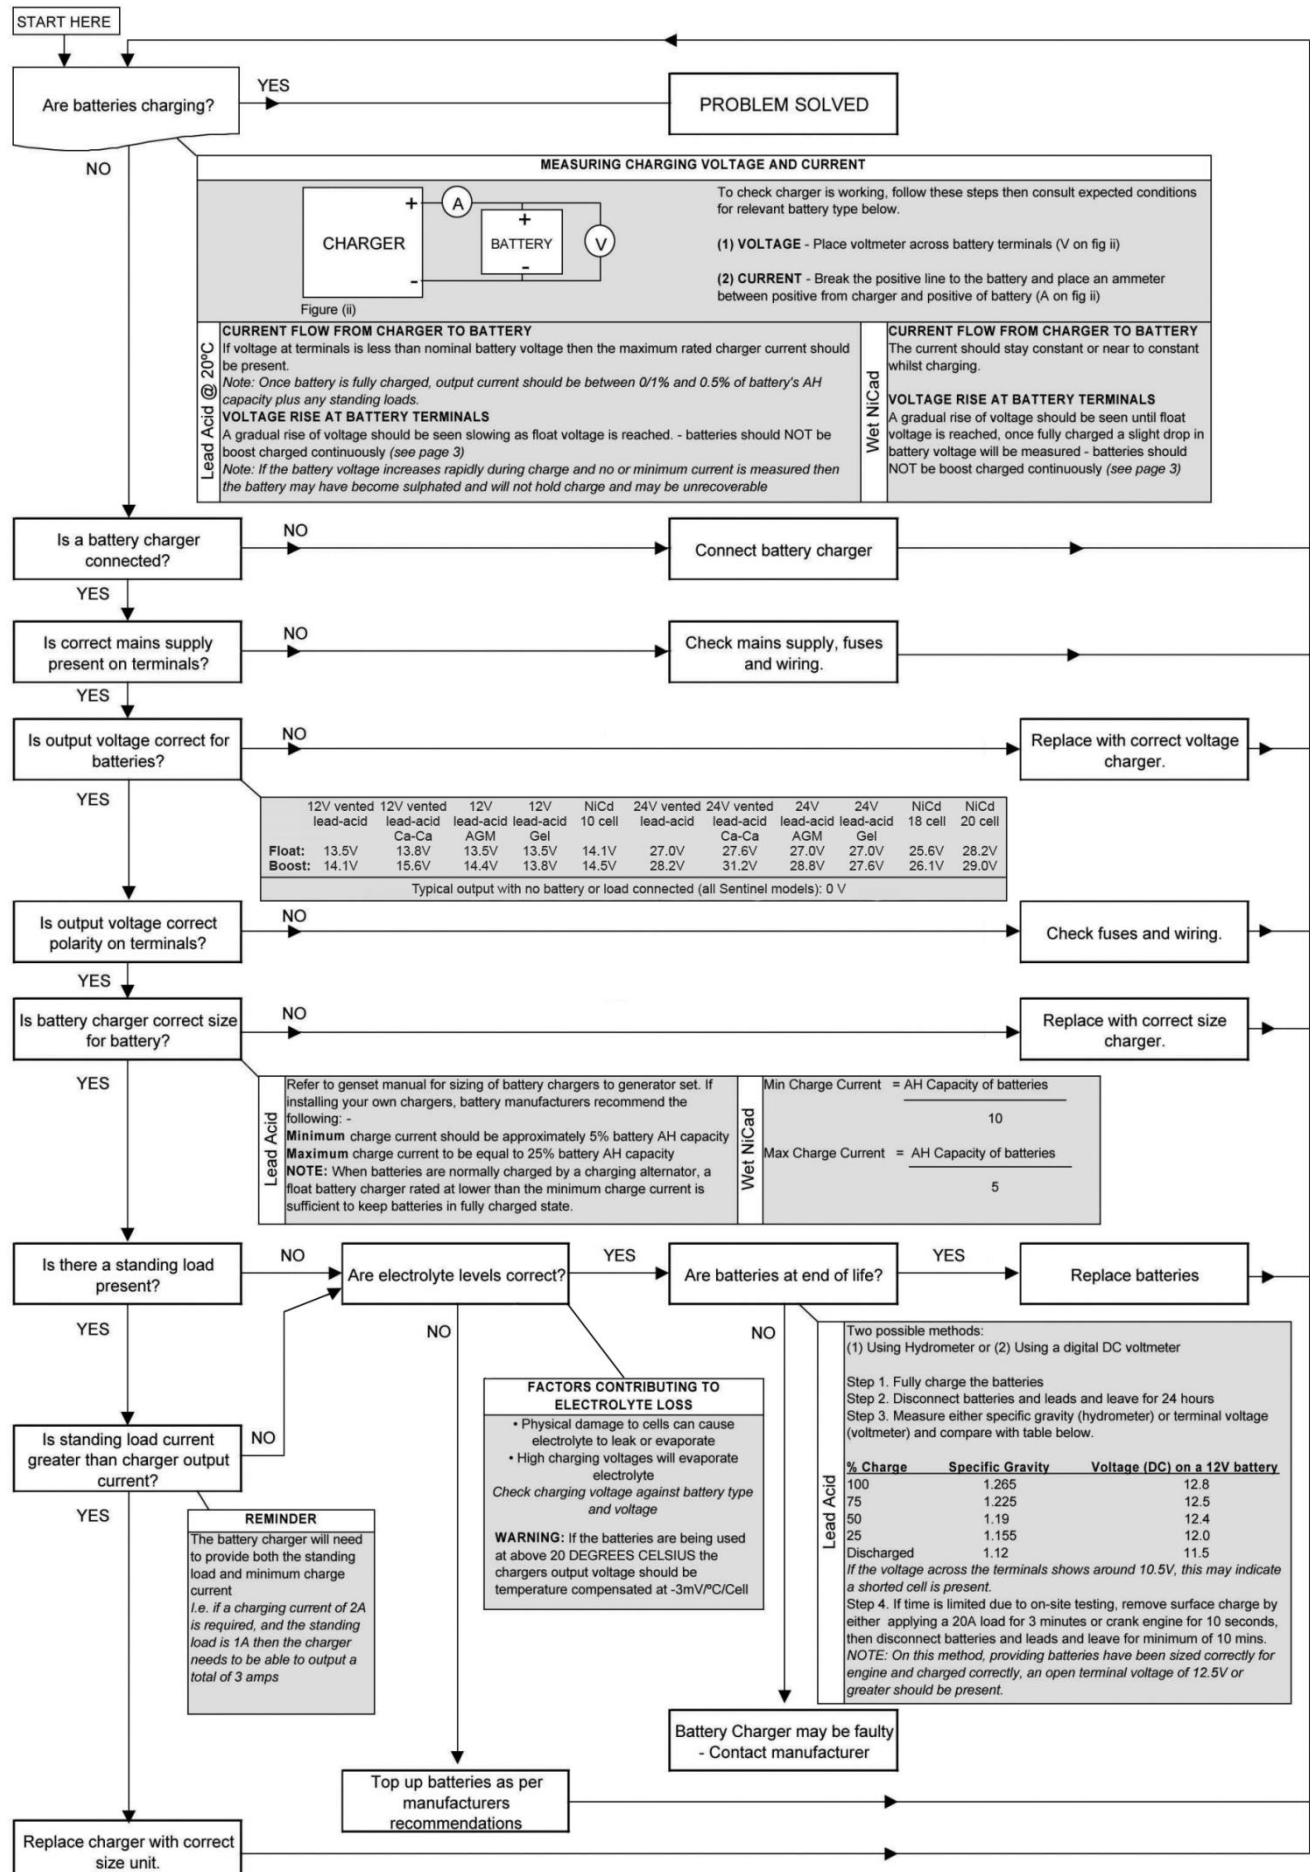 START HERE
Are batteries charging?
YES
PROBLEM SOLVED
NO
MEASURING CHARGING VOLTAGE AND CURRENT
CHARGER
+
-
A
+
BATTERY
-
V
Figure (ii)
To check charger is working, follow these steps then consult expected conditions
for relevant battery type below.
(1) VOLTAGE - Place voltmeter across battery terminals (V on fig ii)
(2) CURRENT - Break the positive line to the battery and place an ammeter
between positive from charger and positive of battery (A on fig ii)
Lead Acid @ 20ºC
CURRENT FLOW FROM CHARGER TO BATTERY
If voltage at terminals is less than nominal battery voltage then the maximum rated charger current should
be present.
Note: Once battery is fully charged, output current should be between 0/1% and 0.5% of battery's AH
capacity plus any standing loads.
VOLTAGE RISE AT BATTERY TERMINALS
A gradual rise of voltage should be seen slowing as float voltage is reached. - batteries should NOT be
boost charged continuously (see page 3)
Note: If the battery voltage increases rapidly during charge and no or minimum current is measured then
the battery may have become sulphated and will not hold charge and may be unrecoverable
Wet NiCad
CURRENT FLOW FROM CHARGER TO BATTERY
The current should stay constant or near to constant
whilst charging.
VOLTAGE RISE AT BATTERY TERMINALS
A gradual rise of voltage should be seen until float
voltage is reached, once fully charged a slight drop in
battery voltage will be measured - batteries should
NOT be boost charged continuously (see page 3)
Is a battery charger
connected?
NO
Connect battery charger
YES
Is correct mains supply
present on terminals?
NO
Check mains supply, fuses
and wiring.
YES
Is output voltage correct for
batteries?
NO
Replace with correct voltage
charger.
YES
12V vented 12V vented 12V 12V NiCd 24V vented 24V vented 24V 24V NiCd NiCd
lead-acid lead-acid lead-acid lead-acid 10 cell lead-acid lead-acid lead-acid lead-acid 18 cell 20 cell
Ca-Ca AGM Gel Ca-Ca AGM Gel
Float: 13.5V 13.8V 13.5V 13.5V 14.1V 27.0V 27.6V 27.0V 27.0V 25.6V 28.2V
Boost: 14.1V 15.6V 14.4V 13.8V 14.5V 28.2V 31.2V 28.8V 27.6V 26.1V 29.0V
Typical output with no battery or load connected (all Sentinel models): 0 V
Is output voltage correct
polarity on terminals?
NO
Check fuses and wiring.
YES
Is battery charger correct size
for battery?
NO
Replace with correct size
charger.
YES
Lead Acid
Refer to genset manual for sizing of battery chargers to generator set. If
installing your own chargers, battery manufacturers recommend the
following: -
Minimum charge current should be approximately 5% battery AH capacity
Maximum charge current to be equal to 25% battery AH capacity
NOTE: When batteries are normally charged by a charging alternator, a
float battery charger rated at lower than the minimum charge current is
sufficient to keep batteries in fully charged state.
Wet NiCad
Min Charge Current = AH Capacity of batteries
10
Max Charge Current = AH Capacity of batteries
5
Is there a standing load
present?
NO
Are electrolyte levels correct?
YES
Are batteries at end of life?
YES
Replace batteries
YES
NO
NO
Two possible methods:
(1) Using Hydrometer or (2) Using a digital DC voltmeter
Step 1. Fully charge the batteries
Step 2. Disconnect batteries and leads and leave for 24 hours
Step 3. Measure either specific gravity (hydrometer) or terminal voltage
(voltmeter) and compare with table below.
Lead Acid
% Charge Specific Gravity Voltage (DC) on a 12V battery
100 1.265 12.8
75 1.225 12.5
50 1.19 12.4
25 1.155 12.0
Discharged 1.12 11.5
If the voltage across the terminals shows around 10.5V, this may indicate
a shorted cell is present.
Step 4. If time is limited due to on-site testing, remove surface charge by
either applying a 20A load for 3 minutes or crank engine for 10 seconds,
then disconnect batteries and leads and leave for minimum of 10 mins.
NOTE: On this method, providing batteries have been sized correctly for
engine and charged correctly, an open terminal voltage of 12.5V or
greater should be present.
FACTORS CONTRIBUTING TO
ELECTROLYTE LOSS
• Physical damage to cells can cause
electrolyte to leak or evaporate
• High charging voltages will evaporate
electrolyte
Check charging voltage against battery type
and voltage
WARNING: If the batteries are being used
at above 20 DEGREES CELSIUS the
chargers output voltage should be
temperature compensated at -3mV/ºC/Cell
Is standing load current
greater than charger output
current?
NO
YES
REMINDER
The battery charger will need
to provide both the standing
load and minimum charge
current
I.e. if a charging current of 2A
is required, and the standing
load is 1A then the charger
needs to be able to output a
total of 3 amps
Battery Charger may be faulty
- Contact manufacturer
Top up batteries as per
manufacturers
recommendations
Replace charger with correct
size unit.